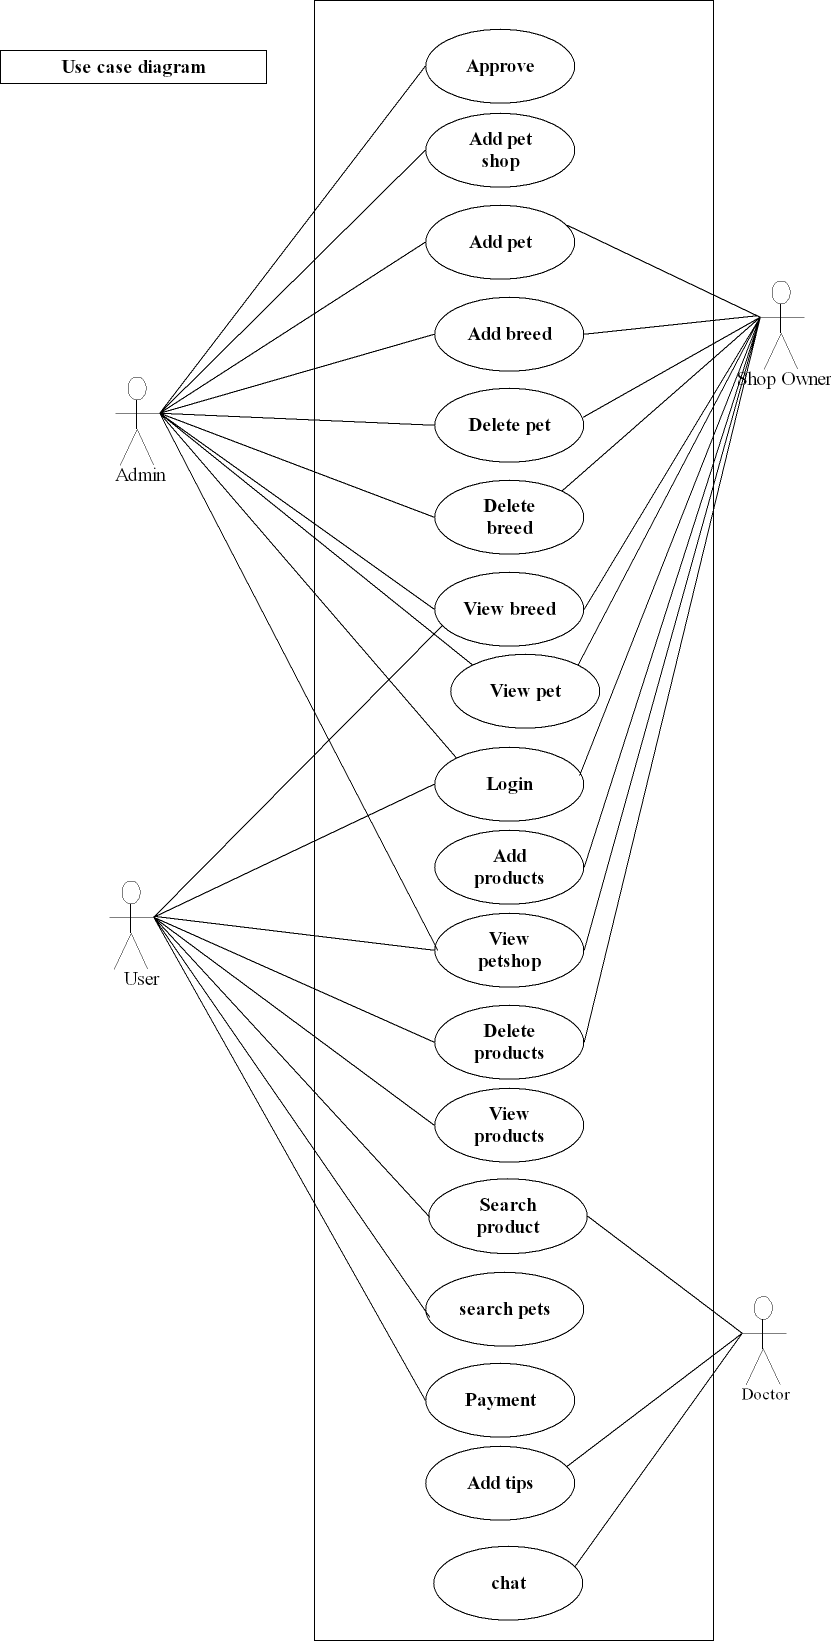 Use case diagram
Approve
Add pet
shop
Add pet
Add breed
Shop Owner
Delete pet
Admin
Delete
breed
View breed
View pet
Login
Add
products
View
petshop
User
Delete
products
View
products
Search
product
search pets
Doctor
Payment
Add tips
chat